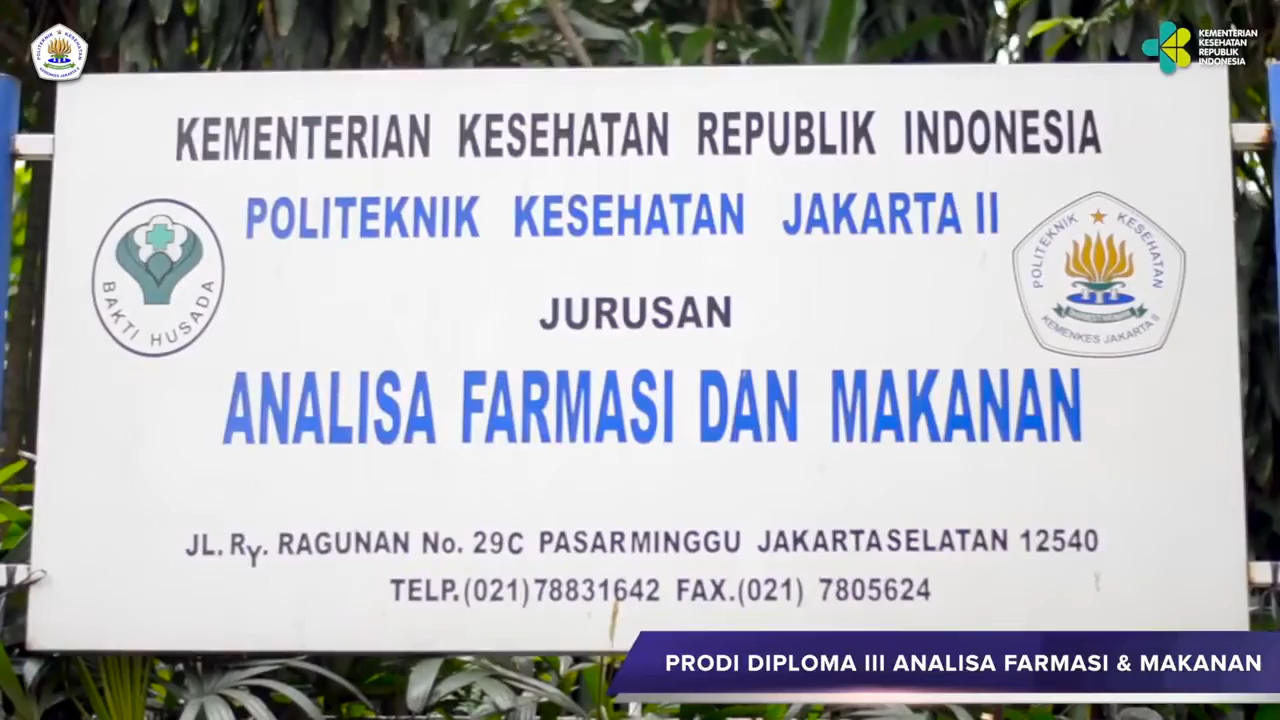 KEMENTERIAN
KESEHATAN
REPUBLIK
INDONESIA
KEMENTERIAN KESEHATAN REPUBLIK INDONESIA
POLITEKNIK KESEHATAN JAKARTA II
JURUSAN
ANALISA FARMASI DAN MAKANAN
BAKTI HUSADA
POLITEKNIK KESEHATAN
KEMENKES JAKARTA II
JL. Ry. RAGUNAN No. 29C PASARMINGGU JAKARTA SELATAN 12540
TELP.(021)78831642 FAX.(021) 7805624
PRODI DIPLOMA III ANALISA FARMASI & MAKANAN